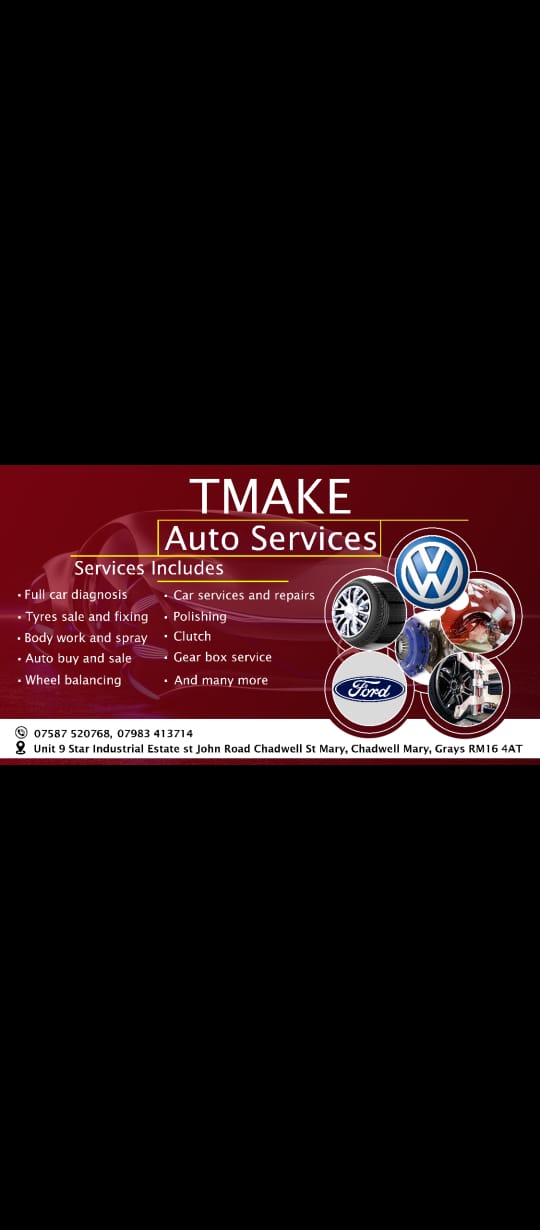 TMAKE
Auto Services
Services Includes
• Full car diagnosis
• Tyres sale and fixing
• Body work and spray
• Auto buy and sale
• Wheel balancing
• Car services and repairs
• Polishing
• Clutch
• Gear box service
• And many more
Ford
07587 520768, 07983 413714
Unit 9 Star Industrial Estate st John Road Chadwell St Mary, Chadwell Mary, Grays RM16 4AT